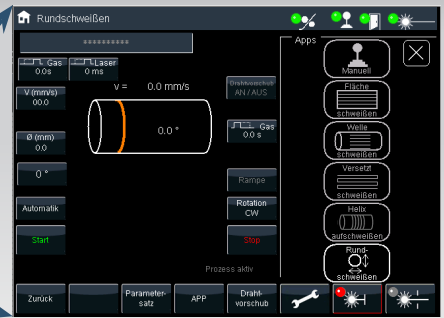 Rundschweißen
**********
Gas
0.0s
Laser
0 ms
V (mm/s)
00.0
v = 0.0 mm/s
Drahtvorschub
AN / AUS
Ø (mm)
0.0
0.0 °
Gas
0.0 s
0 °
Rampe
Automatik
Rotation
CW
Start
Stop
Prozess aktiv
Zurück
Parameter-
satz
APP
Draht-
vorschub
Apps
Manuell
Fläche
schweißen
Welle
schweißen
Versetzt
schweißen
Helix
aufschweißen
Rund-
schweißen